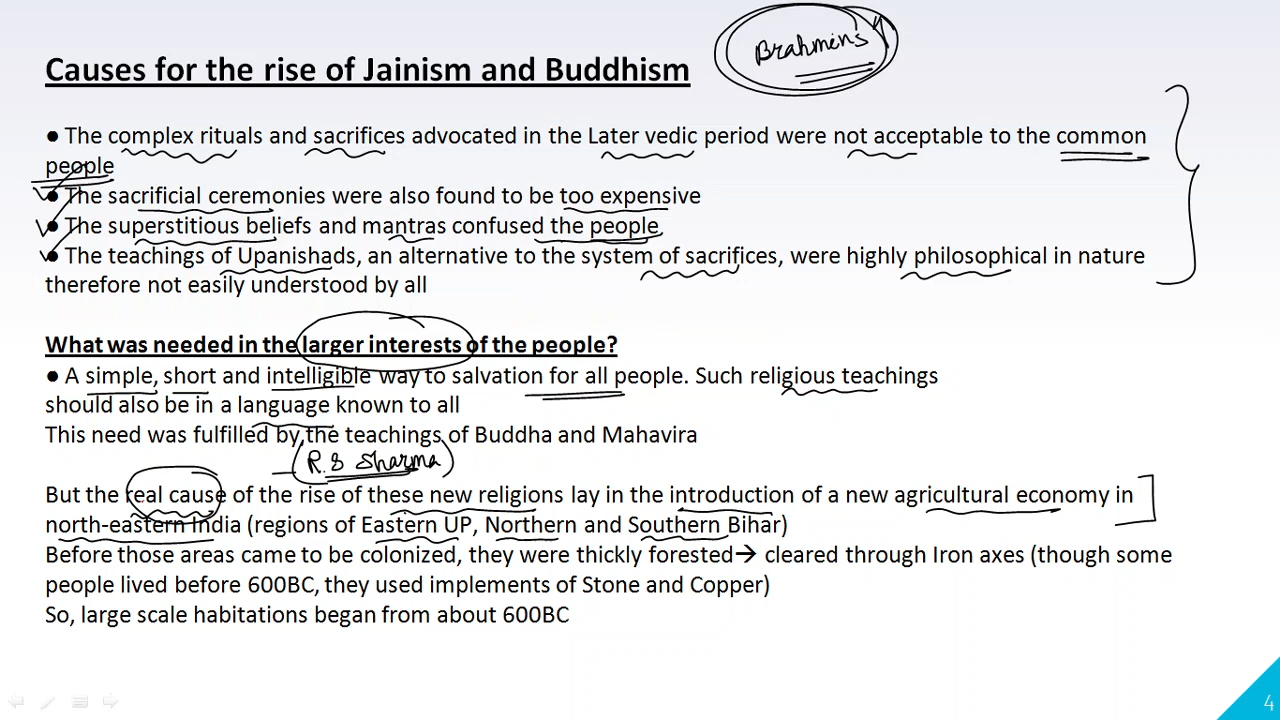 Brahmins
Causes for the rise of Jainism and Buddhism
● The complex rituals and sacrifices advocated in the Later vedic period were not acceptable to the common
people
● The sacrificial ceremonies were also found to be too expensive
● The superstitious beliefs and mantras confused the people
● The teachings of Upanishads, an alternative to the system of sacrifices, were highly philosophical in nature
therefore not easily understood by all
What was needed in the larger interests of the people?
● A simple, short and intelligible way to salvation for all people. Such religious teachings
should also be in a language known to all
This need was fulfilled by the teachings of Buddha and Mahavira
R.S Sharma
But the real cause of the rise of these new religions lay in the introduction of a new agricultural economy in
north-eastern India (regions of Eastern UP, Northern and Southern Bihar)
Before those areas came to be colonized, they were thickly forested→ cleared through Iron axes (though some
people lived before 600BC, they used implements of Stone and Copper)
So, large scale habitations began from about 600BC
4